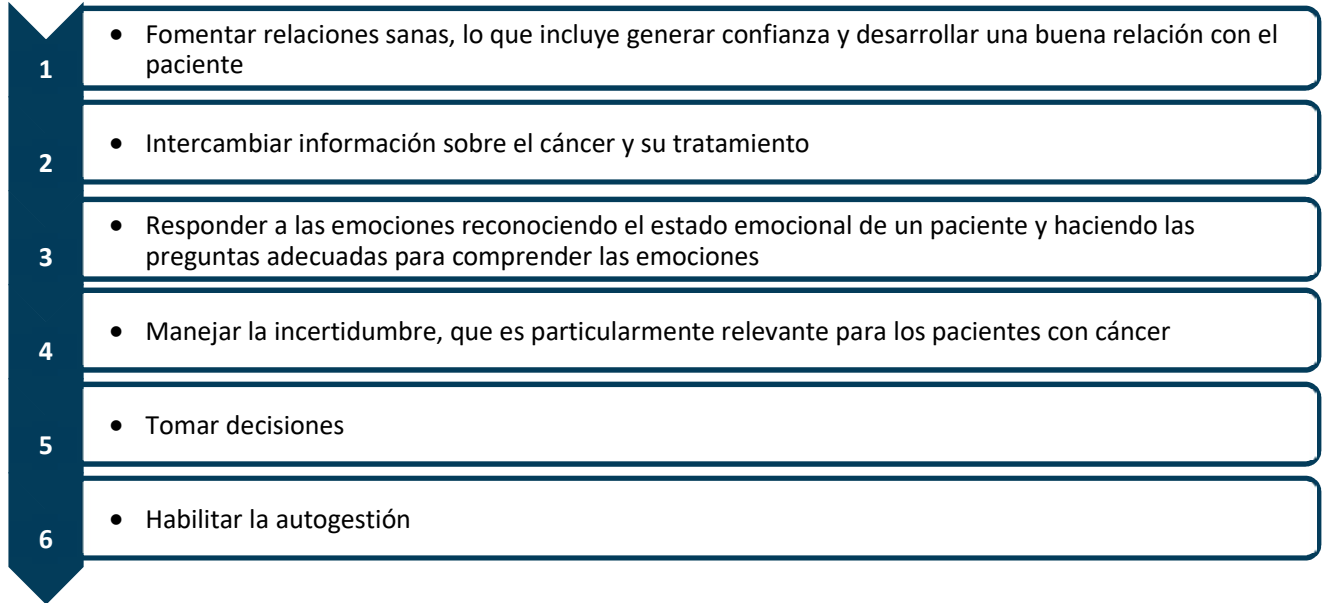 1
• Fomentar relaciones sanas, lo que incluye generar confianza y desarrollar una buena relación con el
paciente
2
• Intercambiar información sobre el cáncer y su tratamiento
3
• Responder a las emociones reconociendo el estado emocional de un paciente y haciendo las
preguntas adecuadas para comprender las emociones
4
• Manejar la incertidumbre, que es particularmente relevante para los pacientes con cáncer
5
• Tomar decisiones
6
• Habilitar la autogestión